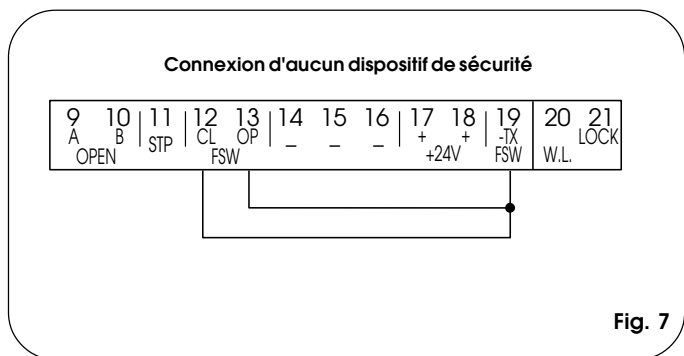 Connexion d'aucun dispositif de sécurité
9 10 11 12 13 14 15 16 17 18 19 20 21
A B STP CL OP – – – + + -TX W.L. LOCK
OPEN FSW +24V FSW
Fig. 7